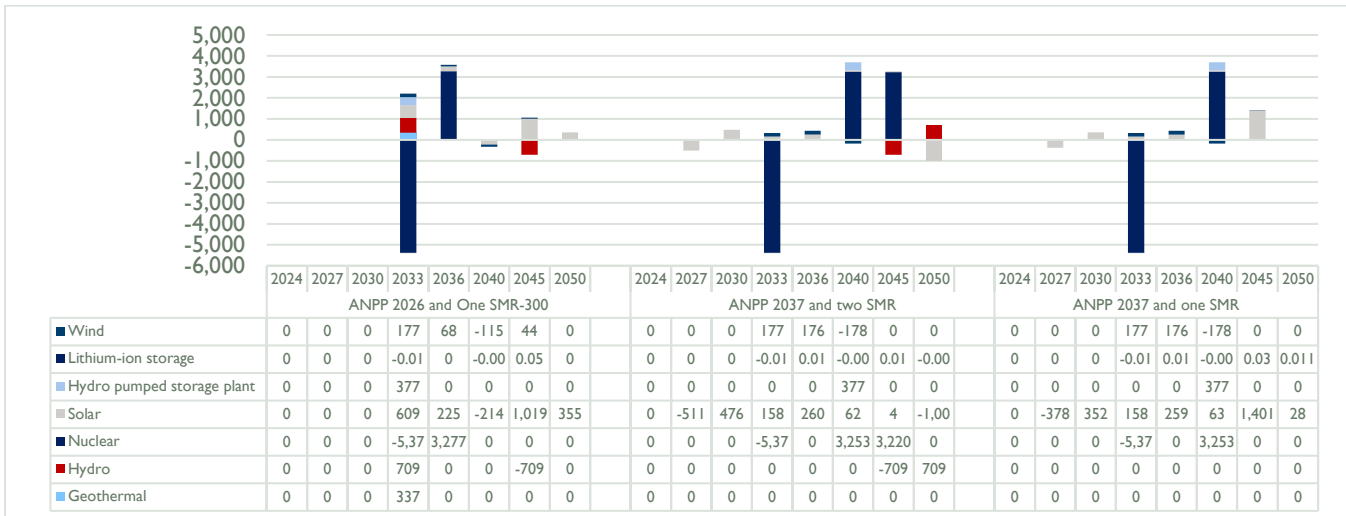 5,000
4,000
3,000
2,000
1,000
0
-1,000
-2,000
-3,000
-4,000
-5,000
-6,000
2024 2027 2030 2033 2036 2040 2045 2050 2024 2027 2030 2033 2036 2040 2045 2050 2024 2027 2030 2033 2036 2040 2045 2050
ANPP 2026 and One SMR-300 ANPP 2037 and two SMR ANPP 2037 and one SMR
Wind 0 0 0 177 68 -115 44 0 0 0 0 177 176 -178 0 0 0 0 0 177 176 -178 0 0
Lithium-ion storage 0 0 0 -0.01 0 -0.00 0.05 0 0 0 0 -0.01 0.01 -0.00 0.01 -0.00 0 0 0 -0.01 0.01 -0.00 0.03 0.011
Hydro pumped storage plant 0 0 0 377 0 0 0 0 0 0 0 0 0 377 0 0 0 0 0 0 0 377 0 0
Solar 0 0 0 609 225 -214 1,019 355 0 -511 476 158 260 62 4 -1,00 0 -378 352 158 259 63 1,401 28
Nuclear 0 0 0 -5,37 3,277 0 0 0 0 0 0 -5,37 0 3,253 3,220 0 0 0 0 -5,37 0 3,253 0 0
Hydro 0 0 0 709 0 0 -709 0 0 0 0 0 0 0 -709 709 0 0 0 0 0 0 0 0
Geothermal 0 0 0 337 0 0 0 0 0 0 0 0 0 0 0 0 0 0 0 0 0 0 0 0